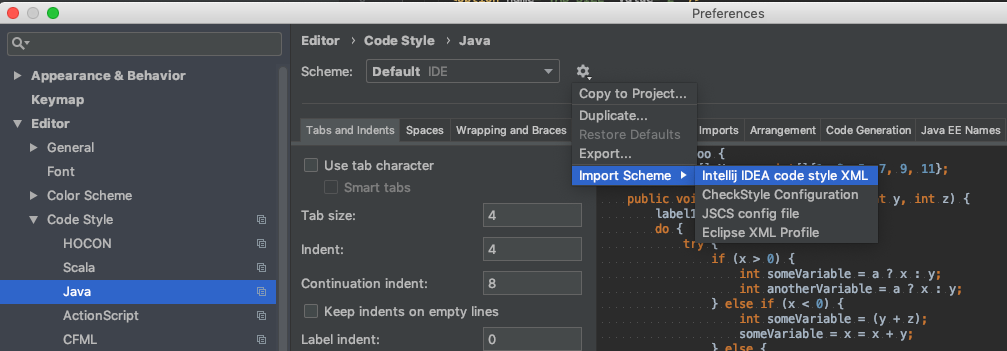 Preferences
Editor › Code Style › Java
Scheme: Default IDE
Appearance & Behavior
Keymap
Editor
General
Font
Color Scheme
Code Style
HOCON
Scala
Java
ActionScript
CFML
Copy to Project...
Duplicate...
Restore Defaults
Export...
Import Scheme
Intellij IDEA code style XML
CheckStyle Configuration
JSCS config file
Eclipse XML Profile
Tabs and Indents Spaces Wrapping and Braces Imports Arrangement Code Generation Java EE Names
Use tab character
Smart tabs
Tab size: 4
Indent: 4
Continuation indent: 8
Keep indents on empty lines
Label indent: 0
oo {
7, 9, 11};
public voi t y, int z) {
label1
do {
try {
if (x > 0) {
int someVariable = a ? x : y;
int anotherVariable = a ? x : y;
} else if (x < 0) {
int someVariable = (y + z);
someVariable = x = x + y;
} else {